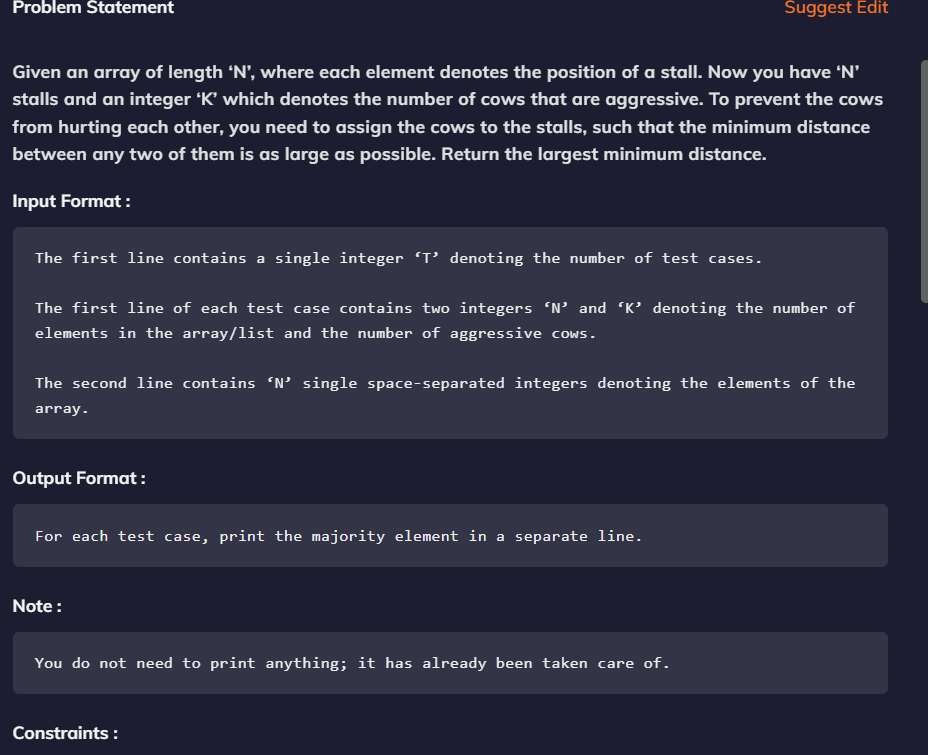 Problem Statement
Suggest Edit
Given an array of length ‘N’, where each element denotes the position of a stall. Now you have ‘N’
stalls and an integer ‘K’ which denotes the number of cows that are aggressive. To prevent the cows
from hurting each other, you need to assign the cows to the stalls, such that the minimum distance
between any two of them is as large as possible. Return the largest minimum distance.
Input Format :
The first line contains a single integer ‘T’ denoting the number of test cases.
The first line of each test case contains two integers ‘N’ and ‘K’ denoting the number of
elements in the array/list and the number of aggressive cows.
The second line contains ‘N’ single space-separated integers denoting the elements of the
array.
Output Format :
For each test case, print the majority element in a separate line.
Note :
You do not need to print anything; it has already been taken care of.
Constraints :